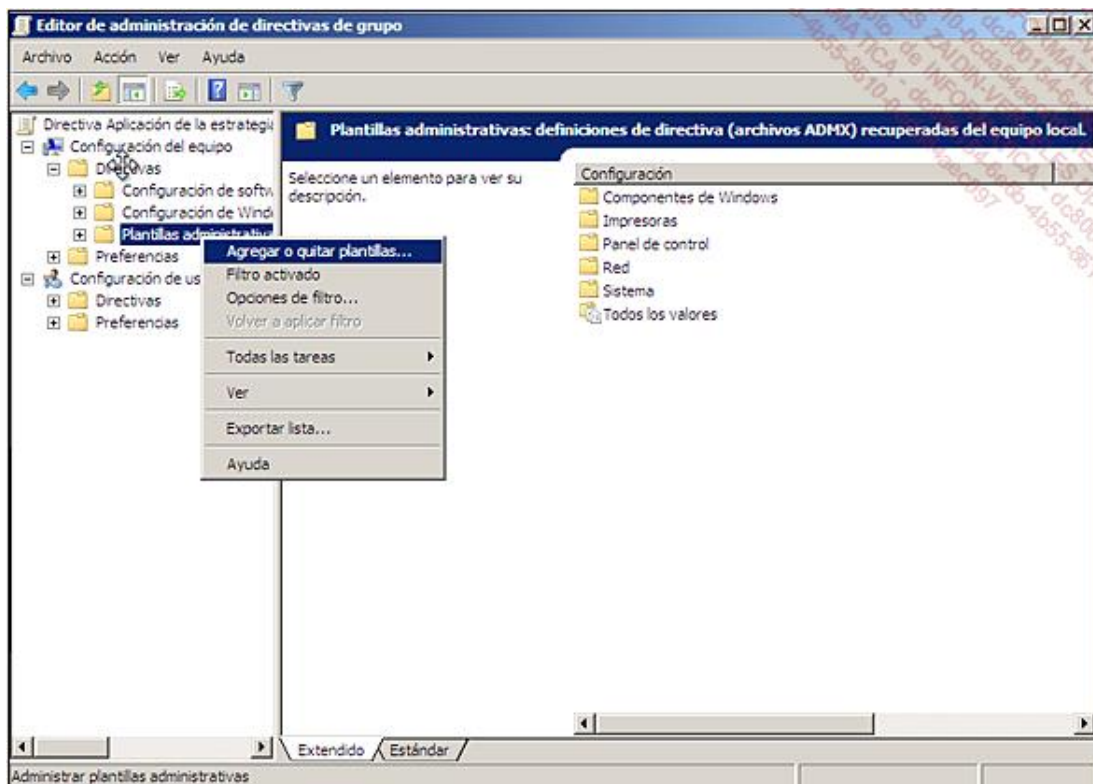 Editor de administración de directivas de grupo
Archivo Acción Ver Ayuda
Directiva Aplicación de la estrategi
Configuración del equipo
Directivas
Configuración de softw
Configuración de Wind
Plantillas administrativa
Preferencias
Configuración de us
Directivas
Preferencias
Agregar o quitar plantillas...
Filtro activado
Opciones de filtro...
Volver a aplicar filtro
Todas las tareas
Ver
Exportar lista...
Ayuda
Plantillas administrativas: definiciones de directiva (archivos ADMX) recuperadas del equipo local.
Seleccione un elemento para ver su
descripción.
Configuración
Componentes de Windows
Impresoras
Panel de control
Red
Sistema
Todos los valores
Extendido Estándar
Administrar plantillas administrativas